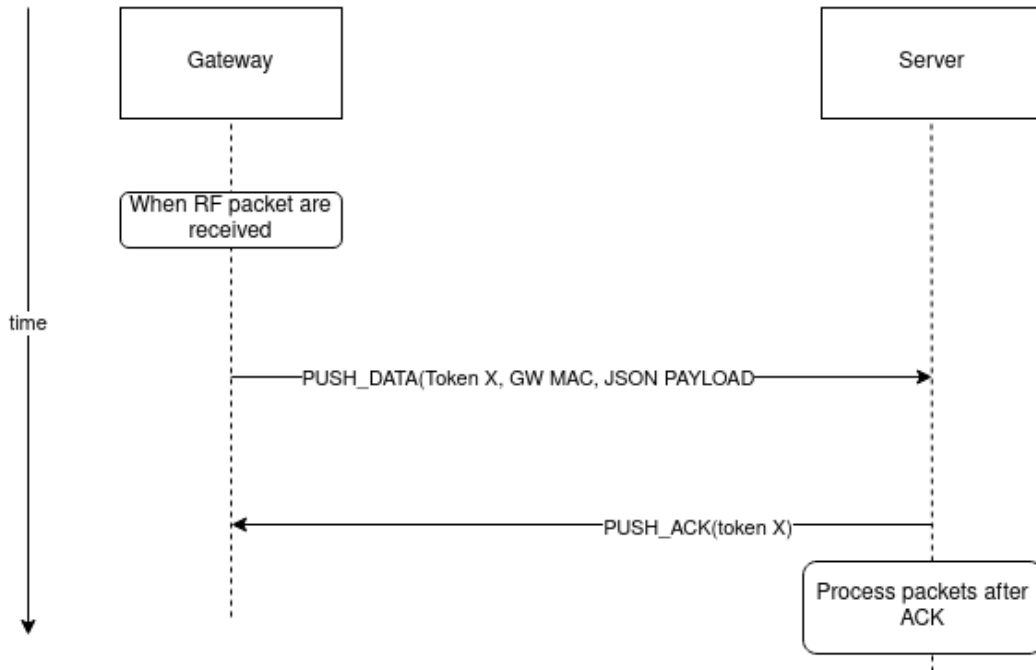 Gateway
Server
When RF packet are
received
time
PUSH_DATA(Token X, GW MAC, JSON PAYLOAD
PUSH_ACK(token X)
Process packets after
ACK